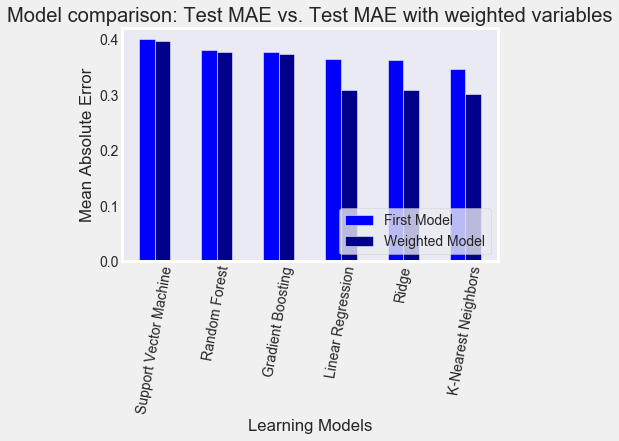 Model comparison: Test MAE vs. Test MAE with weighted variables
Mean Absolute Error
0.4
0.3
0.2
0.1
0.0
First Model
Weighted Model
Support Vector Machine
Random Forest
Gradient Boosting
Linear Regression
Ridge
K-Nearest Neighbors
Learning Models